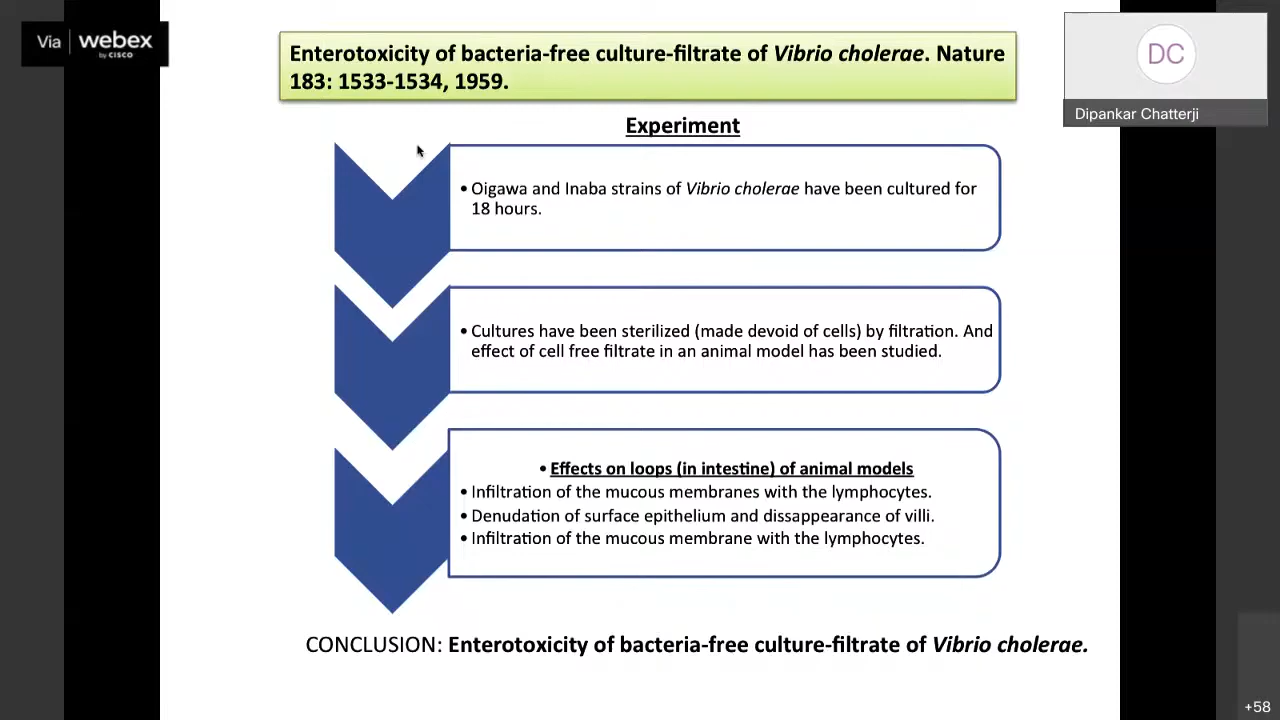 Via webex
by CISCO
Enterotoxicity of bacteria-free culture-filtrate of Vibrio cholerae. Nature
183: 1533-1534, 1959.
DC
Dipankar Chatterji
Experiment
• Oigawa and Inaba strains of Vibrio cholerae have been cultured for
18 hours.
• Cultures have been sterilized (made devoid of cells) by filtration. And
effect of cell free filtrate in an animal model has been studied.
• Effects on loops (in intestine) of animal models
• Infiltration of the mucous membranes with the lymphocytes.
• Denudation of surface epithelium and dissappearance of villi.
• Infiltration of the mucous membrane with the lymphocytes.
CONCLUSION: Enterotoxicity of bacteria-free culture-filtrate of Vibrio cholerae.
+58